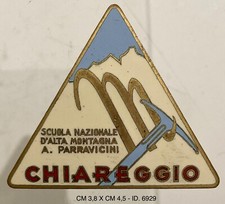 SCUOLA NAZIONALE
D'ALTA MONTAGNA
A. PARRAVICINI
CHIAREGGIO
CM 3,8 X CM 4,5 - ID. 6929